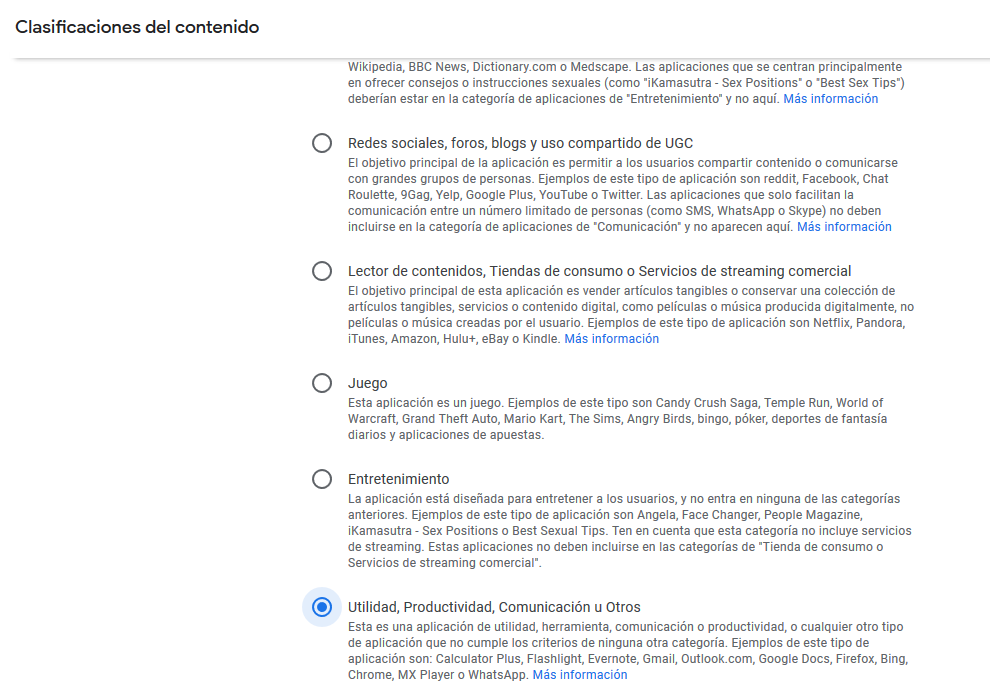 Clasificaciones del contenido
Wikipedia, BBC News, Dictionary.com o Medscape. Las aplicaciones que se centran principalmente
en ofrecer consejos o instrucciones sexuales (como "iKamasutra - Sex Positions" o "Best Sex Tips")
deberían estar en la categoría de aplicaciones de "Entretenimiento" y no aquí. Más información
Redes sociales, foros, blogs y uso compartido de UGC
El objetivo principal de la aplicación es permitir a los usuarios compartir contenido o comunicarse
con grandes grupos de personas. Ejemplos de este tipo de aplicación son reddit, Facebook, Chat
Roulette, 9Gag, Yelp, Google Plus, YouTube o Twitter. Las aplicaciones que solo facilitan la
comunicación entre un número limitado de personas (como SMS, WhatsApp o Skype) no deben
incluirse en la categoría de aplicaciones de "Comunicación" y no aparecen aquí. Más información
Lector de contenidos, Tiendas de consumo o Servicios de streaming comercial
El objetivo principal de esta aplicación es vender artículos tangibles o conservar una colección de
artículos tangibles, servicios o contenido digital, como películas o música producida digitalmente, no
películas o música creadas por el usuario. Ejemplos de este tipo de aplicación son Netflix, Pandora,
iTunes, Amazon, Hulu+, eBay o Kindle. Más información
Juego
Esta aplicación es un juego. Ejemplos de este tipo son Candy Crush Saga, Temple Run, World of
Warcraft, Grand Theft Auto, Mario Kart, The Sims, Angry Birds, bingo, póker, deportes de fantasía
diarios y aplicaciones de apuestas.
Entretenimiento
La aplicación está diseñada para entretener a los usuarios, y no entra en ninguna de las categorías
anteriores. Ejemplos de este tipo de aplicación son Angela, Face Changer, People Magazine,
iKamasutra - Sex Positions o Best Sexual Tips. Ten en cuenta que esta categoría no incluye servicios
de streaming. Estas aplicaciones no deben incluirse en las categorías de "Tienda de consumo o
Servicios de streaming comercial".
Utilidad, Productividad, Comunicación u Otros
Esta es una aplicación de utilidad, herramienta, comunicación o productividad, o cualquier otro tipo
de aplicación que no cumple los criterios de ninguna otra categoría. Ejemplos de este tipo de
aplicación son: Calculator Plus, Flashlight, Evernote, Gmail, Outlook.com, Google Docs, Firefox, Bing,
Chrome, MX Player o WhatsApp. Más información